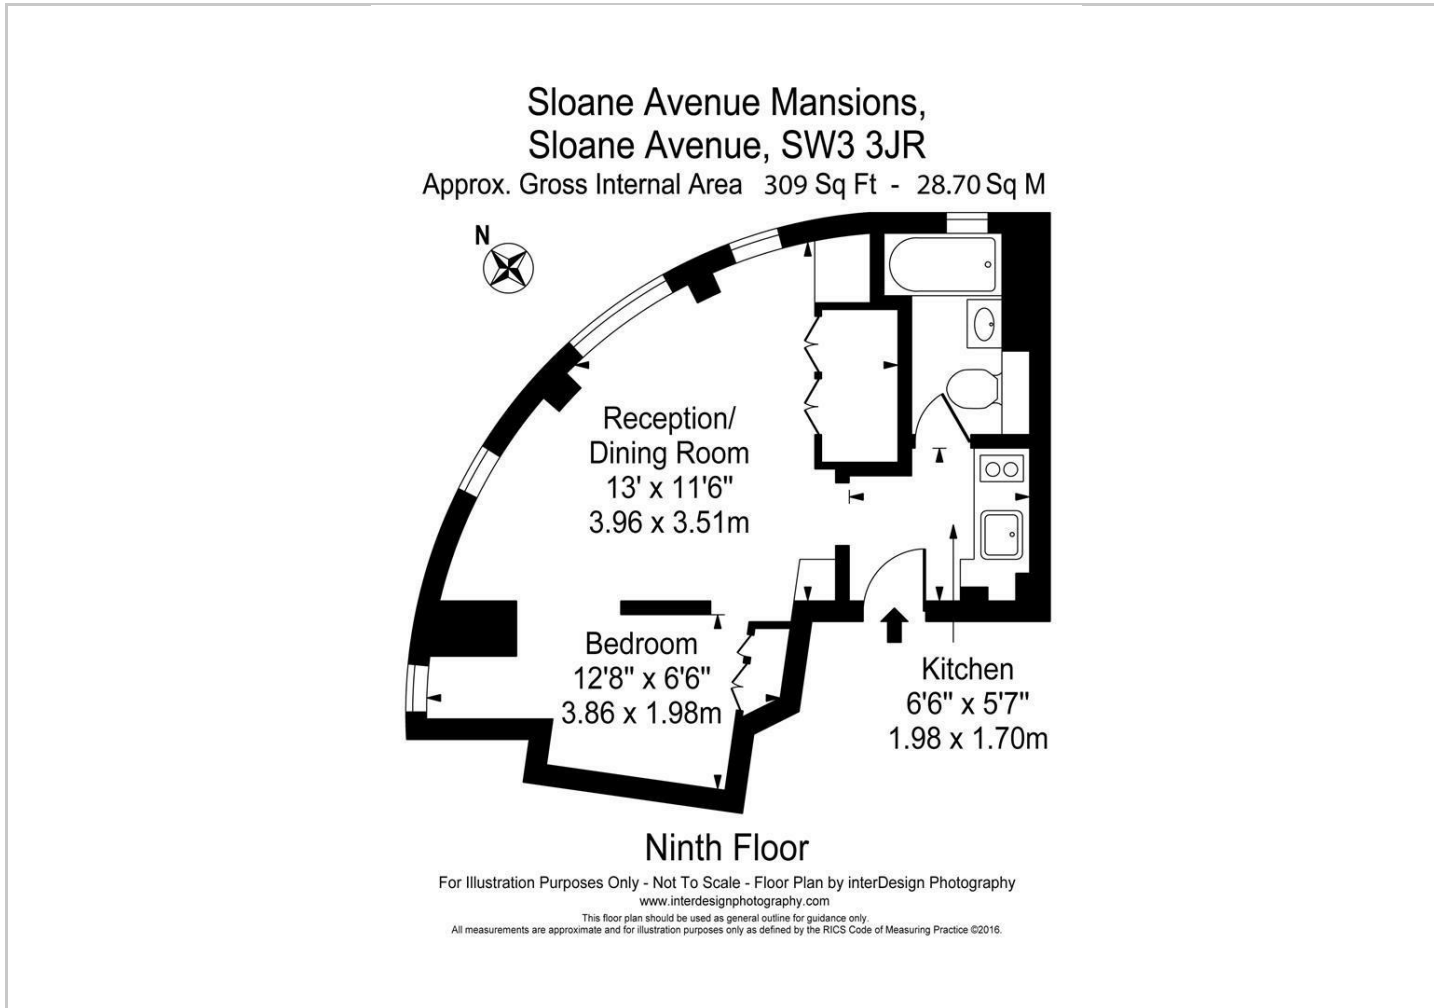 Sloane Avenue Mansions,
Sloane Avenue, SW3 3JR
Approx. Gross Internal Area 309 Sq Ft - 28.70 Sq M
N
Reception/
Dining Room
13' x 11'6"
3.96 x 3.51m
Bedroom
12'8" x 6'6"
3.86 x 1.98m
Kitchen
6'6" x 5'7"
1.98 x 1.70m
Ninth Floor
For Illustration Purposes Only - Not To Scale - Floor Plan by interDesign Photography
www.interdesignphotography.com
This floor plan should be used as general outline for guidance only.
All measurements are approximate and for illustration purposes only as defined by the RICS Code of Measuring Practice ©2016.